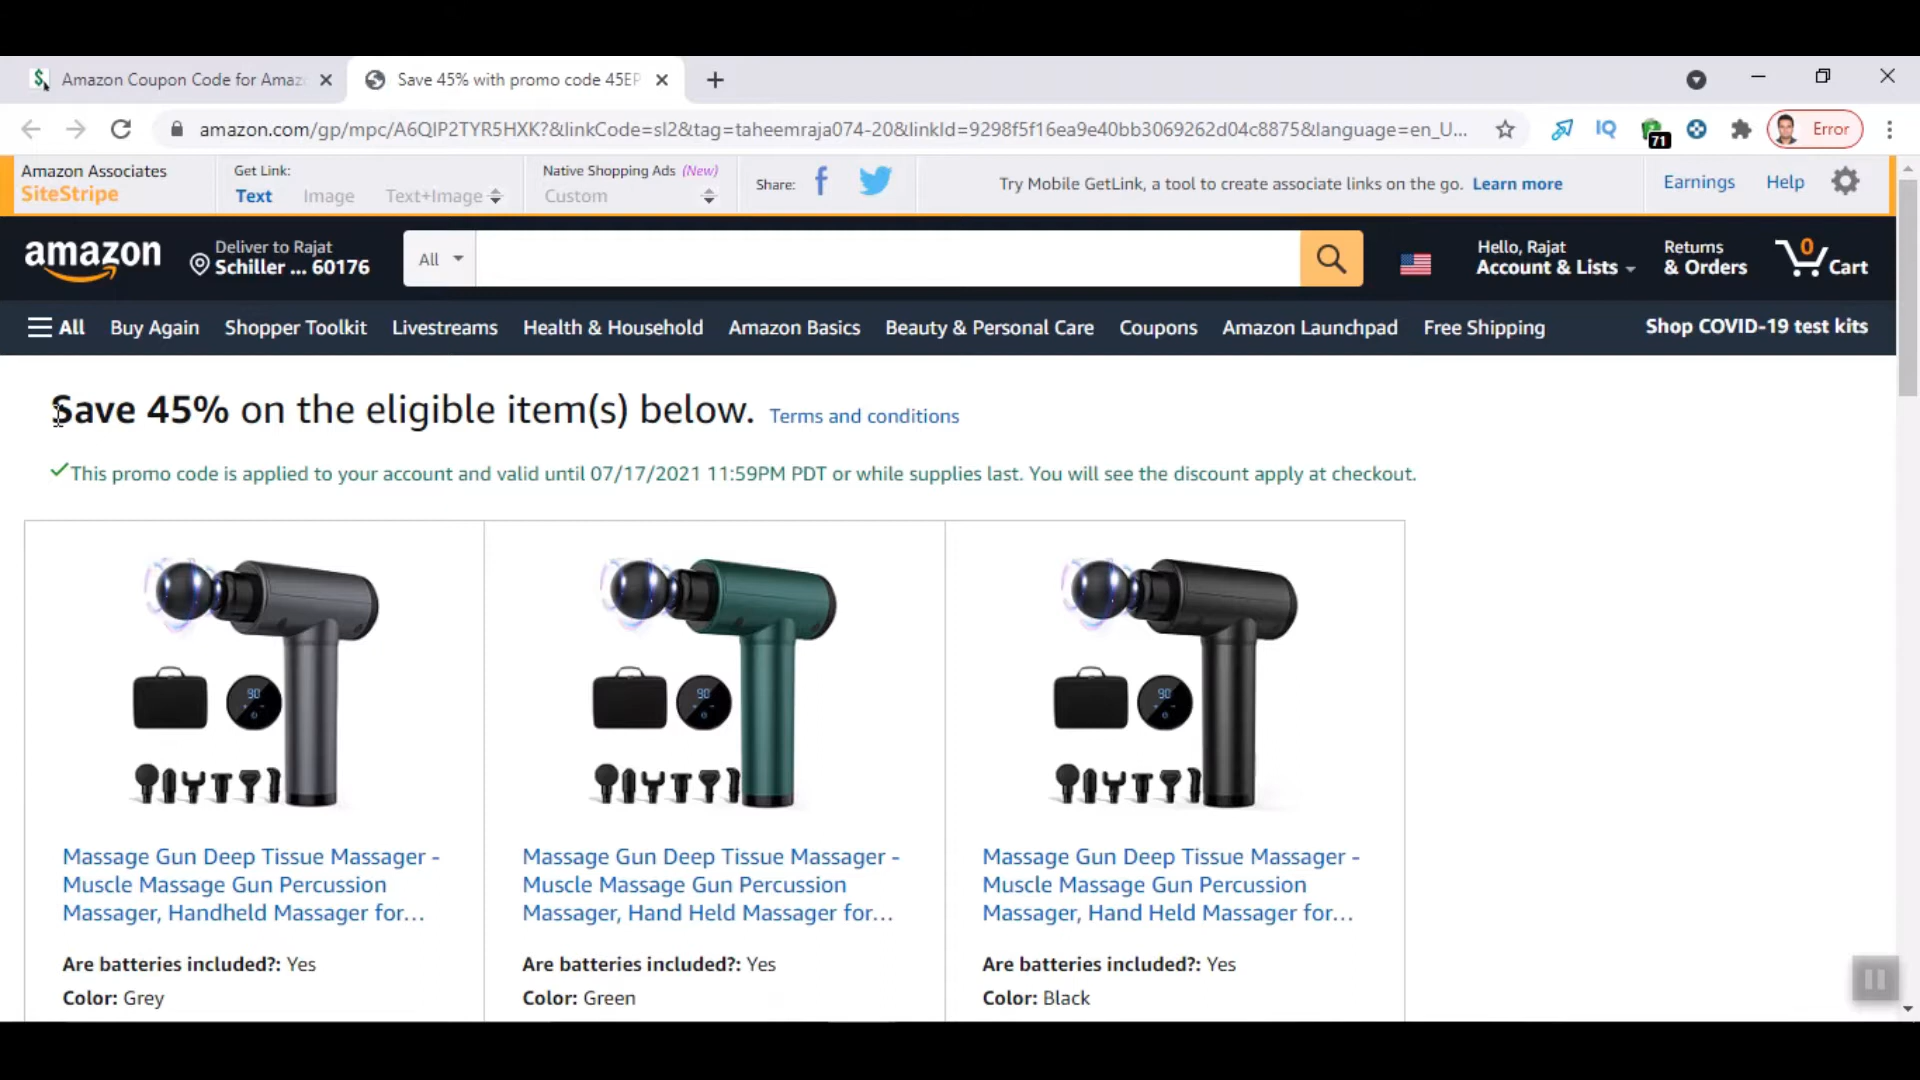 Amazon Coupon Code for Amaz
Save 45% with promo code 45EP
amazon.com/gp/mpc/A6QIP2TYR5HXK?&linkCode=sl2&tag=taheemraja074-20&linkId=9298f5f16ea9e40bb3069262d04c8875&language=en_U...
IQ
71
Error
Amazon Associates
SiteStripe
Get Link:
Text Image Text+Image
Native Shopping Ads (New)
Custom
Share:
Try Mobile GetLink, a tool to create associate links on the go. Learn more
Earnings
Help
amazon
Deliver to Rajat
Schiller ... 60176
All
Hello, Rajat
Account & Lists
Returns
& Orders
0
Cart
All Buy Again Shopper Toolkit Livestreams Health & Household Amazon Basics Beauty & Personal Care Coupons Amazon Launchpad Free Shipping
Shop COVID-19 test kits
Save 45% on the eligible item(s) below. Terms and conditions
This promo code is applied to your account and valid until 07/17/2021 11:59PM PDT or while supplies last. You will see the discount apply at checkout.
90
90
90
Massage Gun Deep Tissue Massager -
Muscle Massage Gun Percussion
Massager, Handheld Massager for...
Are batteries included?: Yes
Color: Grey
Massage Gun Deep Tissue Massager -
Muscle Massage Gun Percussion
Massager, Hand Held Massager for...
Are batteries included?: Yes
Color: Green
Massage Gun Deep Tissue Massager -
Muscle Massage Gun Percussion
Massager, Hand Held Massager for...
Are batteries included?: Yes
Color: Black